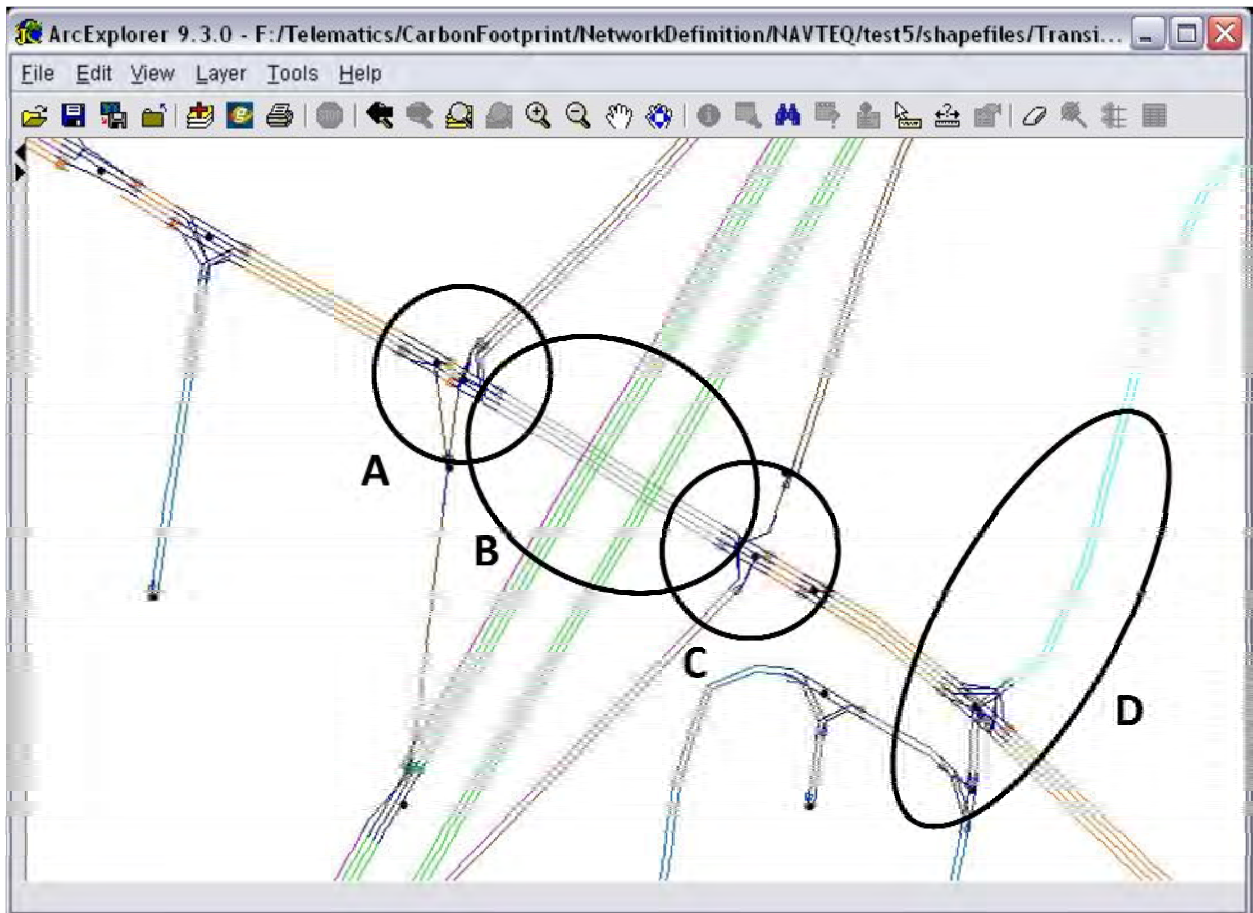 ArcExplorer 9.3.0 - F:/Telematics/CarbonFootprint/NetworkDefinition/NAVTEQ/test5/shapefiles/Transi...
File Edit View Layer Tools Help
A
B
C
D